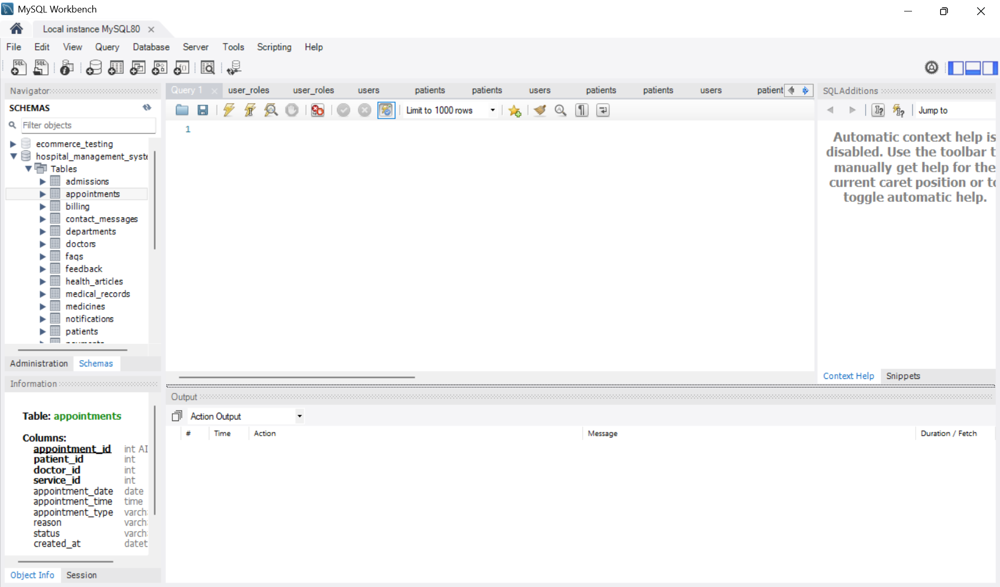 MySQL Workbench
Local instance MySQL80
File Edit View Query Database Server Tools Scripting Help
Navigator
SCHEMAS
Filter objects
ecommerce_testing
hospital_management_syste
Tables
admissions
appointments
billing
contact_messages
departments
doctors
faqs
feedback
health_articles
medical_records
medicines
notifications
patients
Administration Schemas
Information
Table: appointments
Columns:
appointment_id int AI
patient_id int
doctor_id int
service_id int
appointment_date date
appointment_time time
appointment_type varch
reason varch
status varch
created_at datet
Object Info Session
Query 1 user_roles user_roles users patients patients users patients patients users patient
Limit to 1000 rows
1
SQLAdditions
Jump to
Automatic context help is
disabled. Use the toolbar t
manually get help for the
current caret position or to
toggle automatic help.
Context Help Snippets
Output
Action Output
# Time Action Message Duration / Fetch